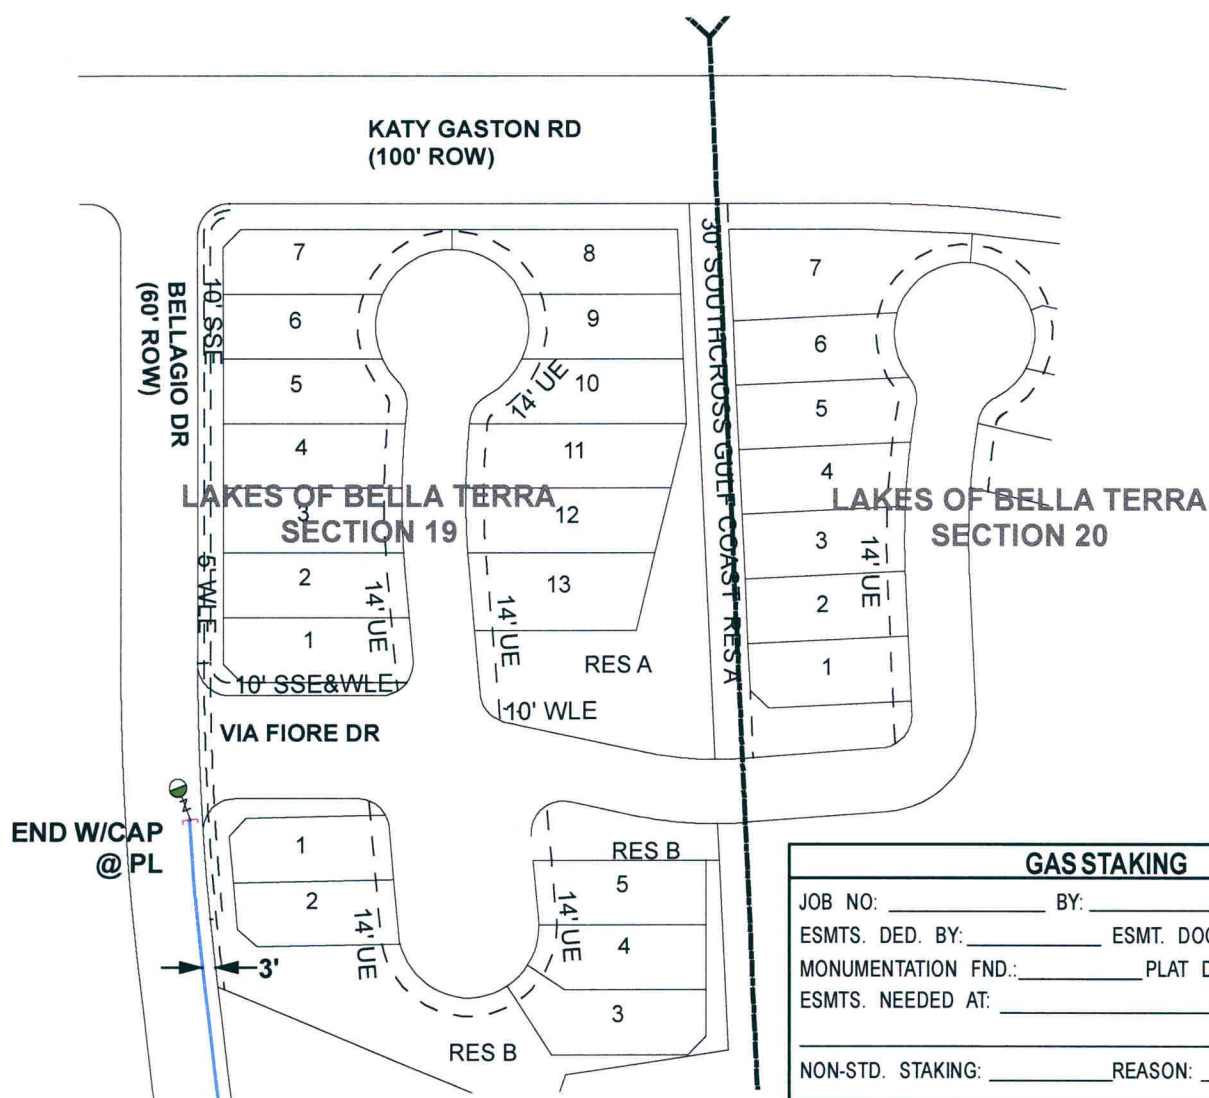 KATY GASTON RD
(100' ROW)
BELLAGIO DR
(60' ROW)
10' SSE
5' WLE
7
6
5
4
3
2
1
8
9
10
11
12
13
14' UE
14' UE
14' UE
LAKES OF BELLA TERRA
SECTION 19
RES A
10' SSE&WLE
10' WLE
VIA FIORE DR
30' SOUTHCROSS GULF COAST RES A
7
6
5
4
3
2
1
14' UE
LAKES OF BELLA TERRA
SECTION 20
END W/CAP
@ PL
3'
1
2
14' UE
14' UE
RES B
5
4
3
RES B
GAS STAKING
JOB NO: BY:
ESMTS. DED. BY: ESMT. DOC
MONUMENTATION FND.: PLAT D
ESMTS. NEEDED AT:
NON-STD. STAKING: REASON: